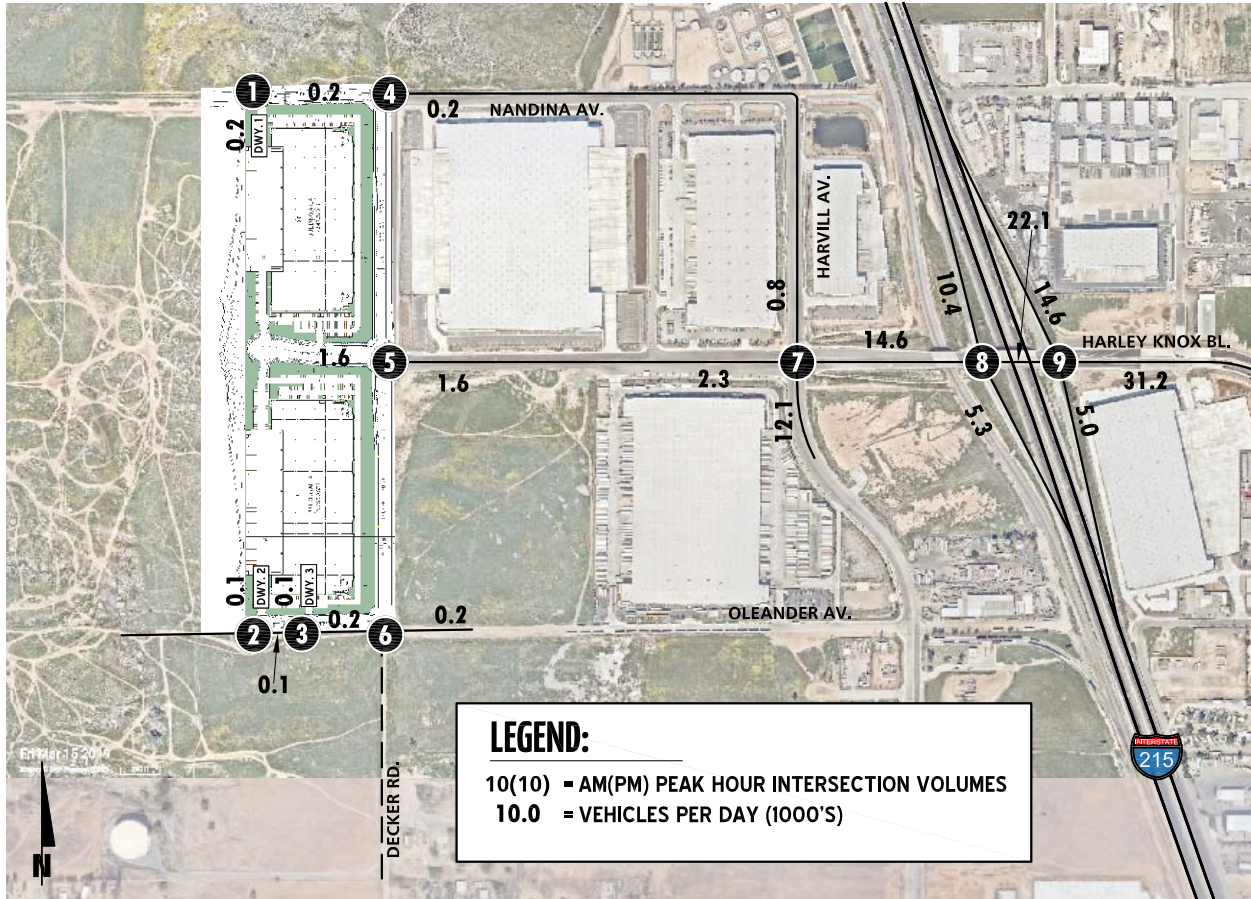 1
0.2
4
0.2
NANDINA AV.
0.2
DWY. 1
HARVILL AV.
22.1
0.8
10.4
14.6
14.6
HARLEY KNOX BL.
1.6
5
7
8
9
1.6
2.3
31.2
12.1
5.3
5.0
0.1
DWY. 2
0.1
DWY. 3
0.2
0.2
OLEANDER AV.
2
3
6
0.1
DECKER RD.
LEGEND:
10(10) = AM(PM) PEAK HOUR INTERSECTION VOLUMES
10.0 = VEHICLES PER DAY (1000'S)
INTERSTATE
215
Fri Mar 15 2019
N